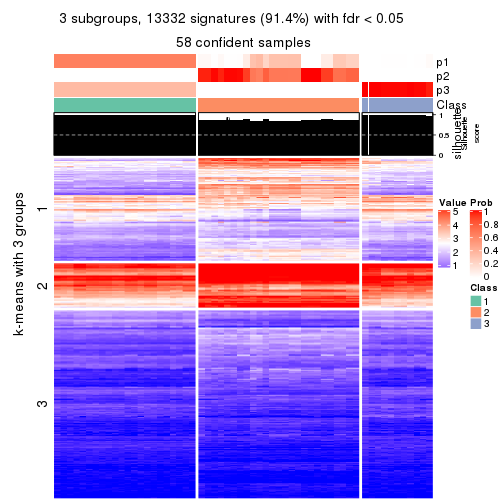 3 subgroups, 13332 signatures (91.4%) with fdr < 0.05
58 confident samples
p1
p2
p3
Class
1
0.5
0
silhouette
Silhouette
score
k-means with 3 groups
1
2
3
Value
5
4
3
2
1
Prob
1
0.8
0.6
0.4
0.2
0
Class
1
2
3